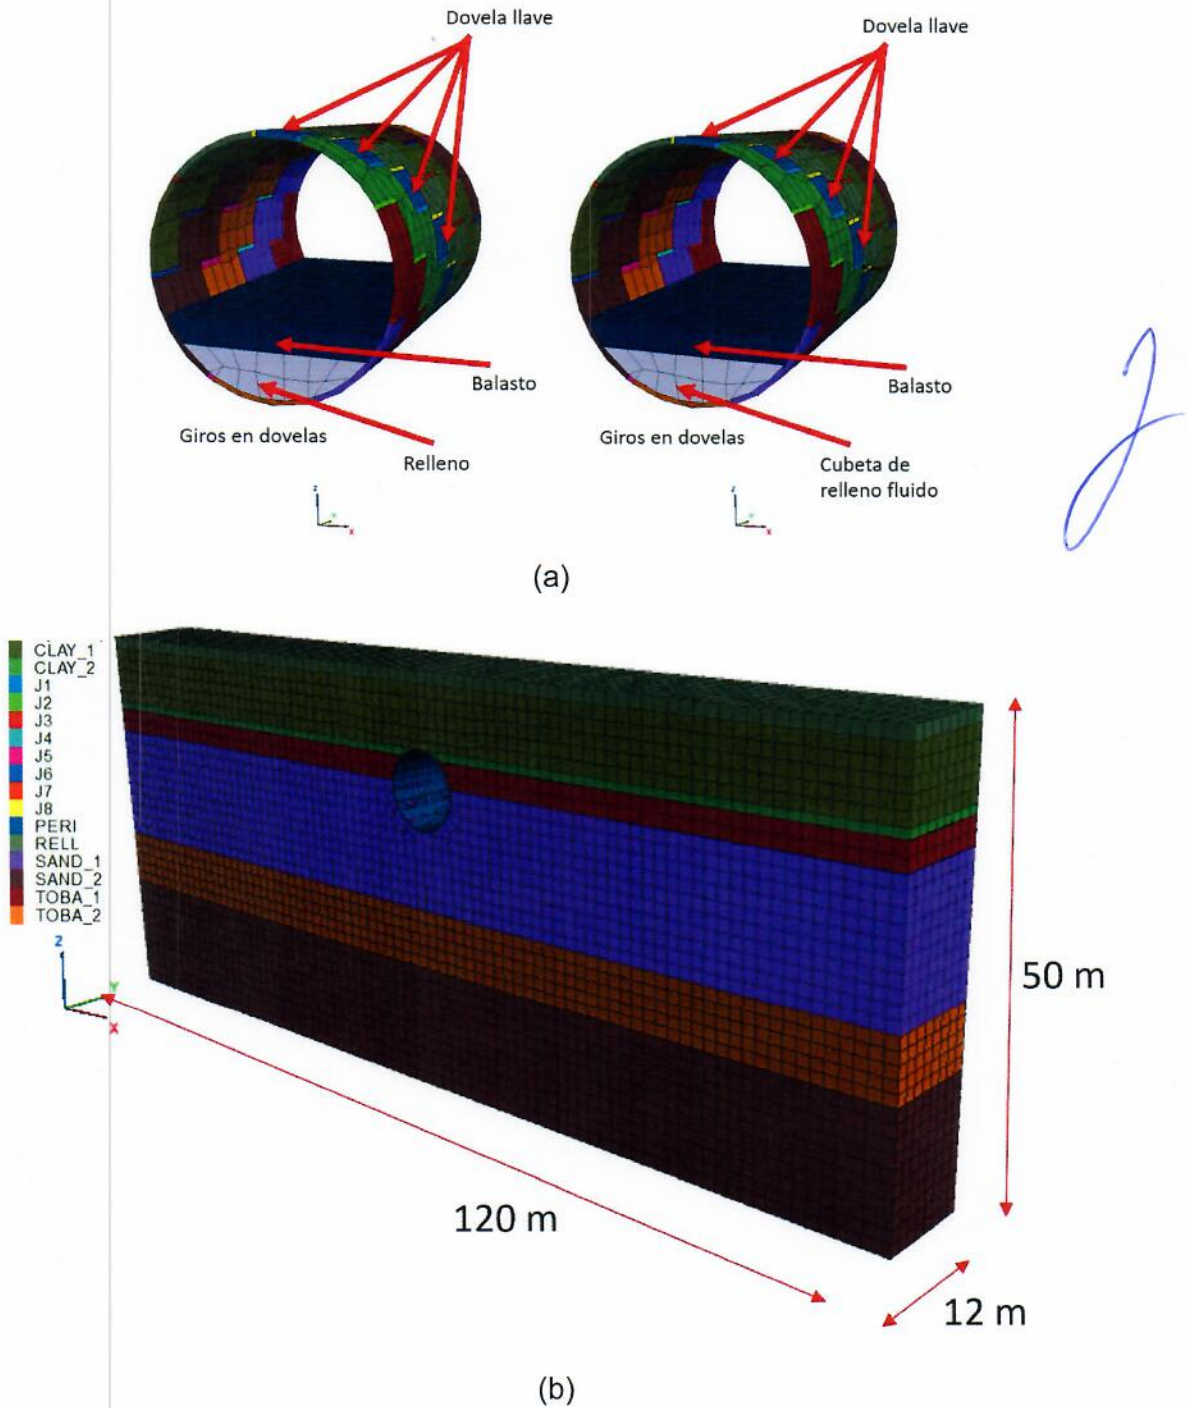 Dovela llave
Dovela llave
Balasto
Balasto
Giros en dovelas
Giros en dovelas
Relleno
Cubeta de
relleno fluido
z
Y
x
z
Y
x
(a)
CLAY_1
CLAY_2
J1
J2
J3
J4
J5
J6
J7
J8
PERI
RELL
SAND_1
SAND_2
TOBA_1
TOBA_2
Z
Y
X
50 m
120 m
12 m
(b)